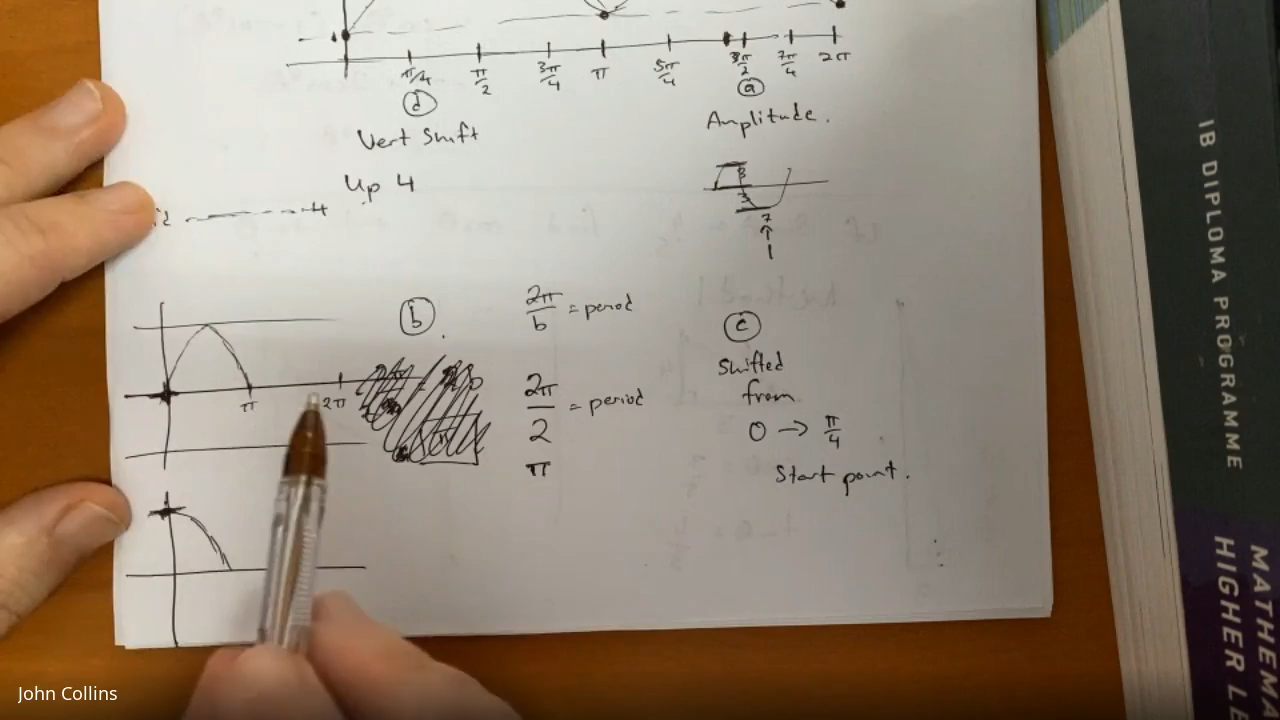 π/4 π/2 3π/4 π 5π/4 3π/2 7π/4 2π
d
a
Vert Shift
Amplitude.
Up 4
3
3
7
1
b
2π/b = period
c
Shifted
from
0 → π/4
Start point.
π 2π
2π/2 = period
π
IB DIPLOMA PROGRAMME
MATHEMA
HIGHER LE
John Collins